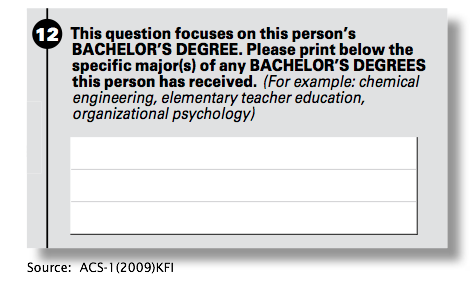 12 This question focuses on this person's
BACHELOR'S DEGREE. Please print below the
specific major(s) of any BACHELOR'S DEGREES
this person has received. (For example: chemical
engineering, elementary teacher education,
organizational psychology)
Source: ACS-1(2009)KFI